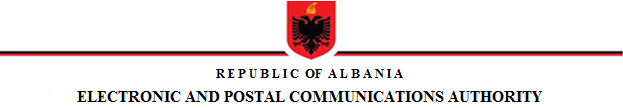 REPUBLIC OF ALBANIA
ELECTRONIC AND POSTAL COMMUNICATIONS AUTHORITY